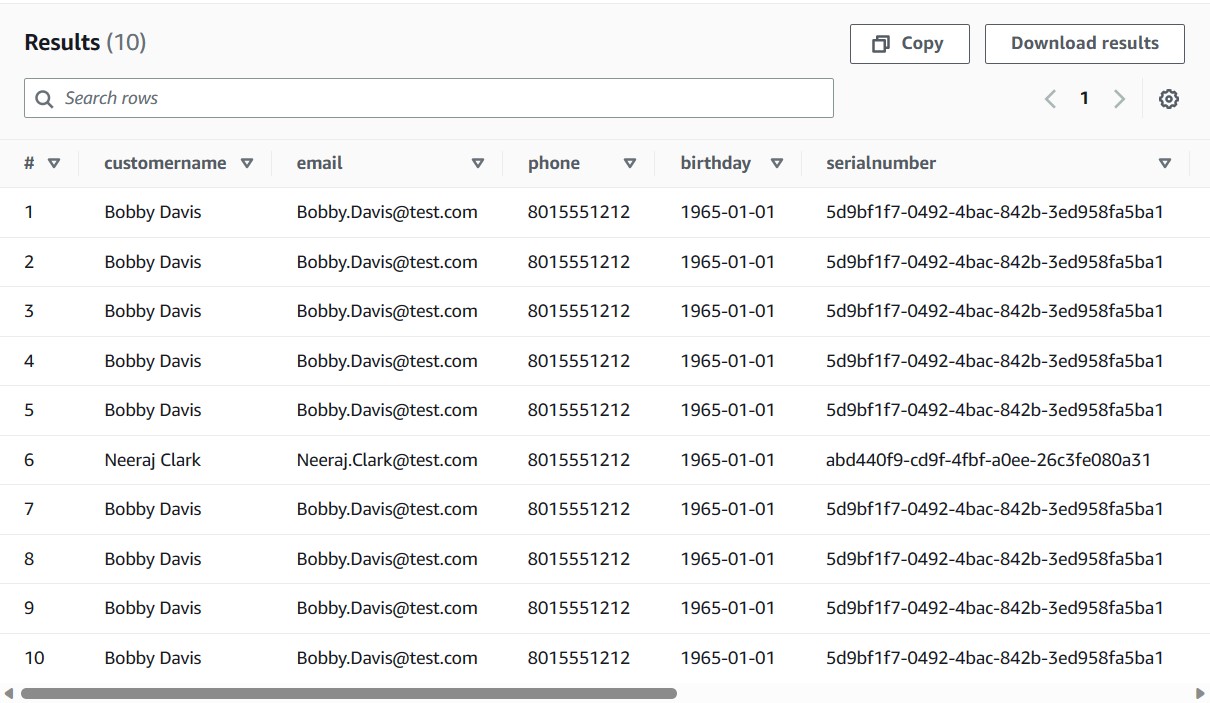 Results (10)
Copy
Download results
Search rows
1
# customername email phone birthday serialnumber
1 Bobby Davis Bobby.Davis@test.com 8015551212 1965-01-01 5d9bf1f7-0492-4bac-842b-3ed958fa5ba1
2 Bobby Davis Bobby.Davis@test.com 8015551212 1965-01-01 5d9bf1f7-0492-4bac-842b-3ed958fa5ba1
3 Bobby Davis Bobby.Davis@test.com 8015551212 1965-01-01 5d9bf1f7-0492-4bac-842b-3ed958fa5ba1
4 Bobby Davis Bobby.Davis@test.com 8015551212 1965-01-01 5d9bf1f7-0492-4bac-842b-3ed958fa5ba1
5 Bobby Davis Bobby.Davis@test.com 8015551212 1965-01-01 5d9bf1f7-0492-4bac-842b-3ed958fa5ba1
6 Neeraj Clark Neeraj.Clark@test.com 8015551212 1965-01-01 abd440f9-cd9f-4fbf-a0ee-26c3fe080a31
7 Bobby Davis Bobby.Davis@test.com 8015551212 1965-01-01 5d9bf1f7-0492-4bac-842b-3ed958fa5ba1
8 Bobby Davis Bobby.Davis@test.com 8015551212 1965-01-01 5d9bf1f7-0492-4bac-842b-3ed958fa5ba1
9 Bobby Davis Bobby.Davis@test.com 8015551212 1965-01-01 5d9bf1f7-0492-4bac-842b-3ed958fa5ba1
10 Bobby Davis Bobby.Davis@test.com 8015551212 1965-01-01 5d9bf1f7-0492-4bac-842b-3ed958fa5ba1